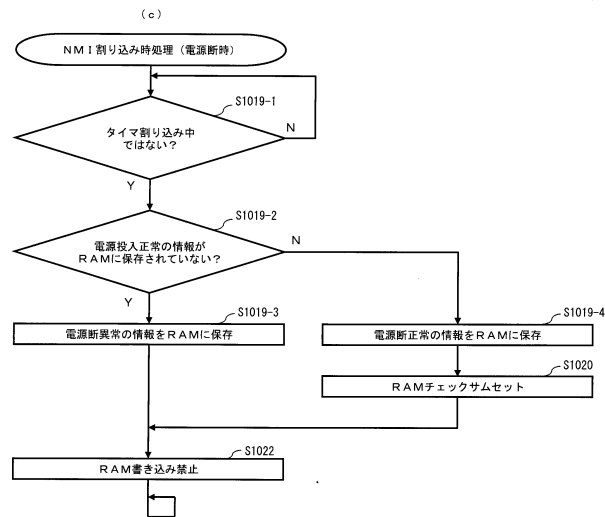 (c)
NMI割り込み時処理(電源断時)
S1019-1
タイマ割り込み中
ではない?
N
Y
S1019-2
電源投入正常の情報が
RAMに保存されていない?
N
Y
S1019-3
電源断異常の情報をRAMに保存
S1019-4
電源断正常の情報をRAMに保存
S1020
RAMチェックサムセット
S1022
RAM書き込み禁止